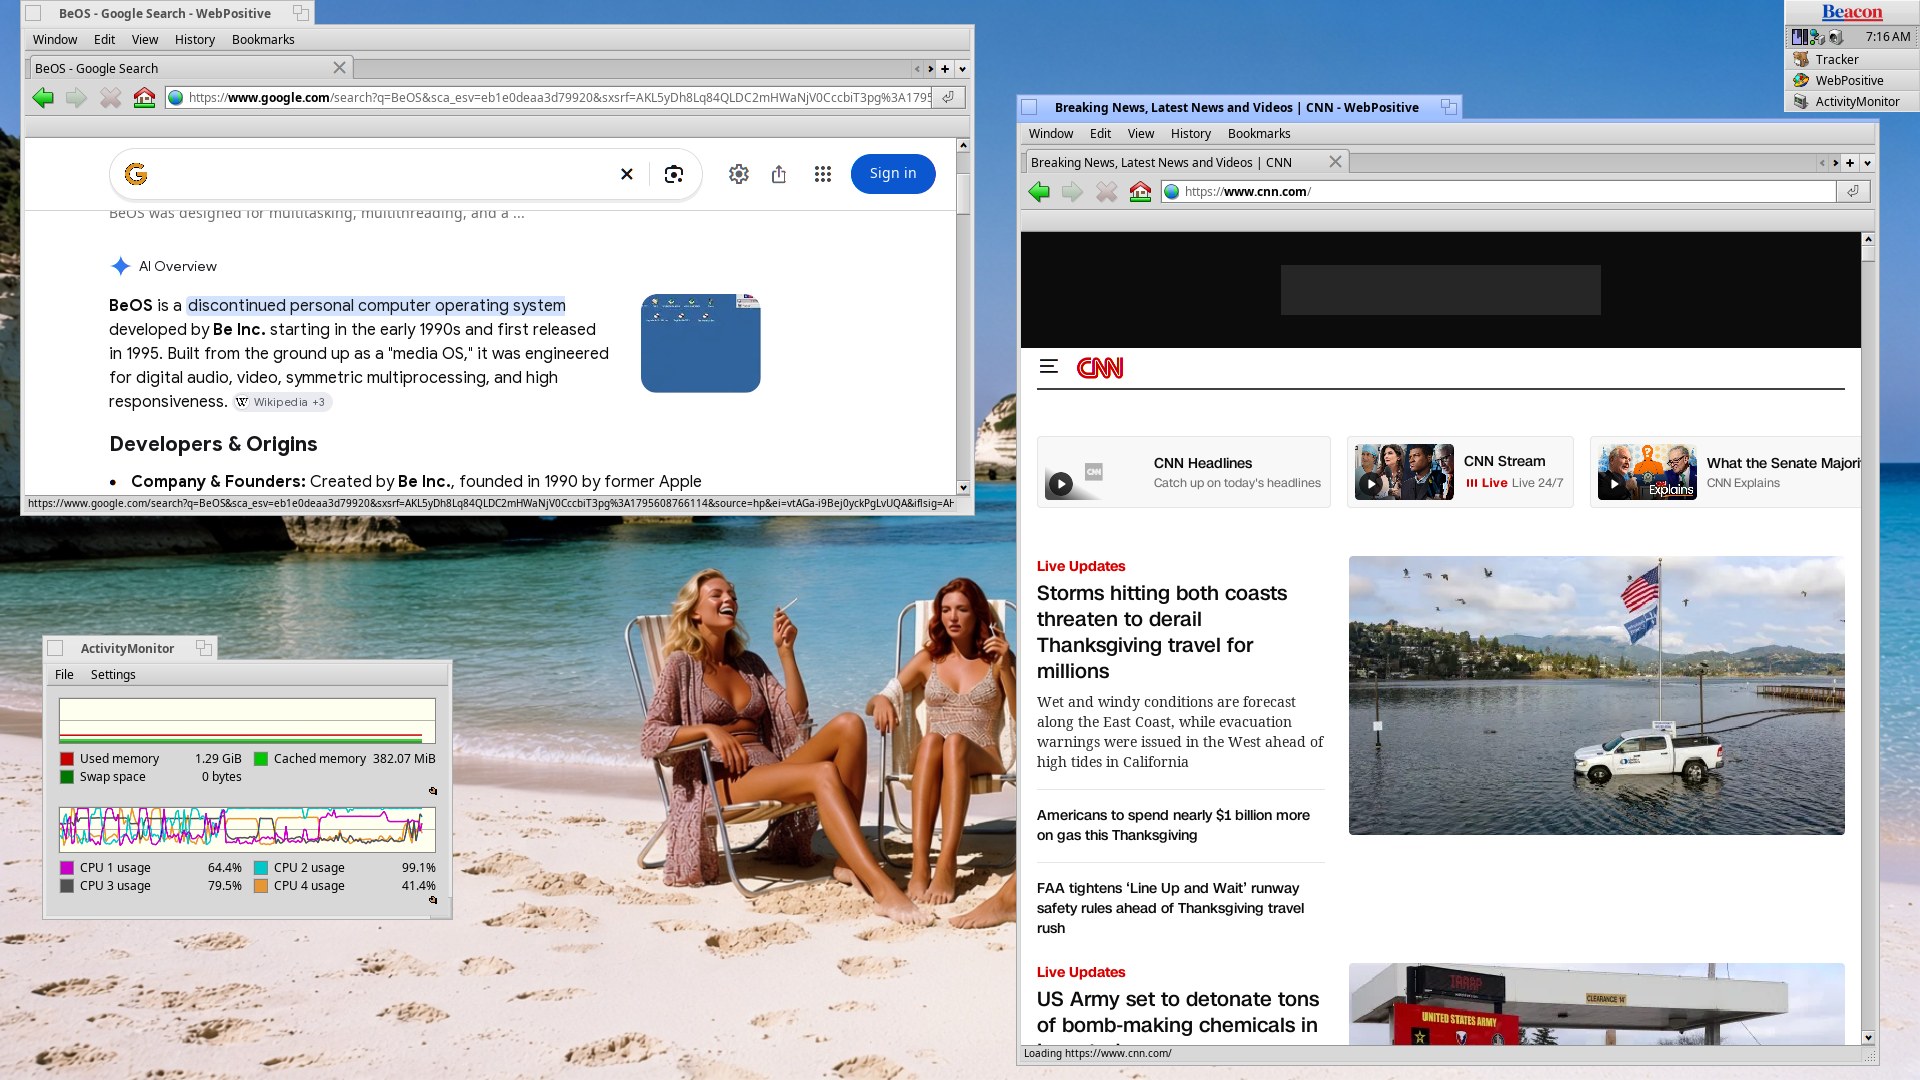 BeOS - Google Search - WebPositive
Window Edit View History Bookmarks
BeOS - Google Search
https://www.google.com/search?q=BeOS&sca_esv=eb1e0deaa3d79920&sxsrf=AKL5yDh8Lq84QLDC2mHWaNjV0CccbiT3pg%3A1795
Sign in
BeOS was designed for multitasking, multithreading, and a ...
AI Overview
BeOS is a discontinued personal computer operating system
developed by Be Inc. starting in the early 1990s and first released
in 1995. Built from the ground up as a "media OS," it was engineered
for digital audio, video, symmetric multiprocessing, and high
responsiveness. W Wikipedia +3
Developers & Origins
• Company & Founders: Created by Be Inc., founded in 1990 by former Apple
https://www.google.com/search?q=BeOS&sca_esv=eb1e0deaa3d79920&sxsrf=AKL5yDh8Lq84QLDC2mHWaNjV0CccbiT3pg%3A1795608766114&source=hp&ei=vtAGa-i9Bej0yckPgLvUQA&iflsig=AF
ActivityMonitor
File Settings
Used memory 1.29 GiB Cached memory 382.07 MiB
Swap space 0 bytes
CPU 1 usage 64.4% CPU 2 usage 99.1%
CPU 3 usage 79.5% CPU 4 usage 41.4%
Beacon
7:16 AM
Tracker
WebPositive
ActivityMonitor
Breaking News, Latest News and Videos | CNN - WebPositive
Window Edit View History Bookmarks
Breaking News, Latest News and Videos | CNN
https://www.cnn.com/
CNN
CNN
CNN Headlines
Catch up on today's headlines
CNN Stream
Live Live 24/7
Explains
What the Senate Majori
CNN Explains
Live Updates
Storms hitting both coasts
threaten to derail
Thanksgiving travel for
millions
Wet and windy conditions are forecast
along the East Coast, while evacuation
warnings were issued in the West ahead of
high tides in California
Americans to spend nearly $1 billion more
on gas this Thanksgiving
FAA tightens ‘Line Up and Wait’ runway
safety rules ahead of Thanksgiving travel
rush
Live Updates
US Army set to detonate tons
of bomb-making chemicals in
CLEARANCE 14'
UNITED STATES ARMY
Loading https://www.cnn.com/